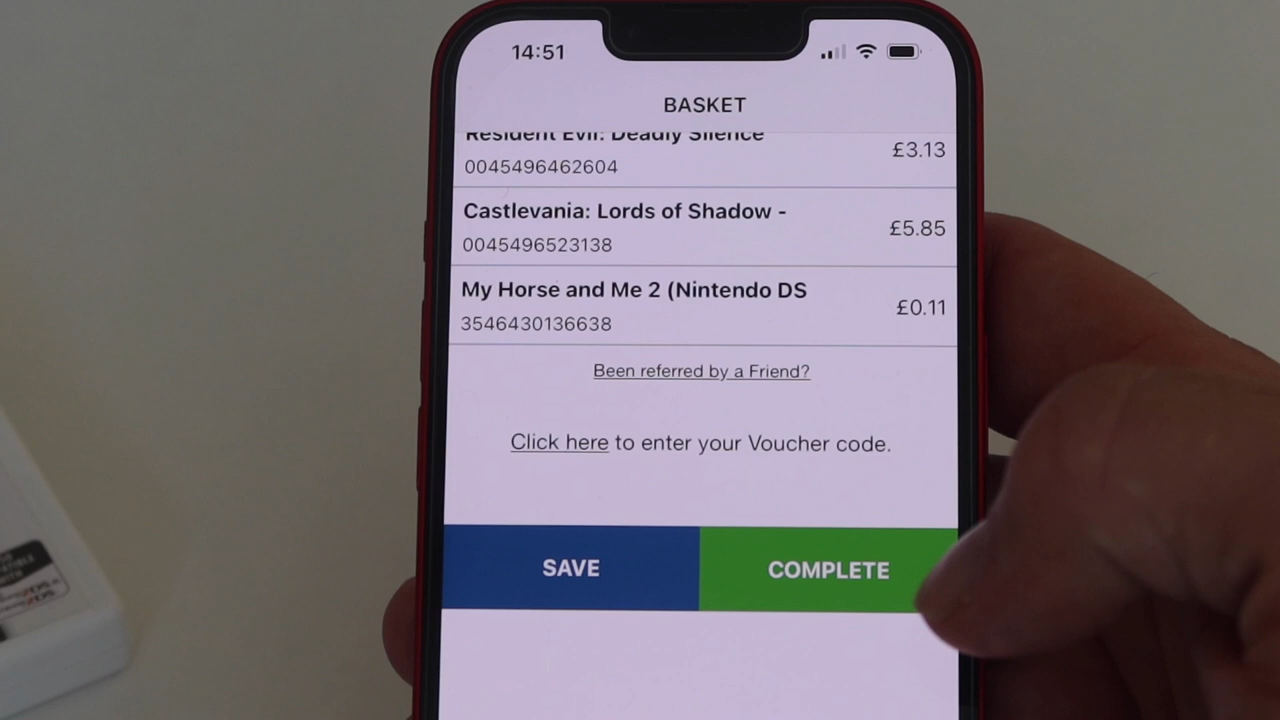 14:51
BASKET
Resident Evil: Deadly Silence
£3.13
0045496462604
Castlevania: Lords of Shadow -
£5.85
0045496523138
My Horse and Me 2 (Nintendo DS
£0.11
3546430136638
Been referred by a Friend?
Click here to enter your Voucher code.
SAVE
COMPLETE